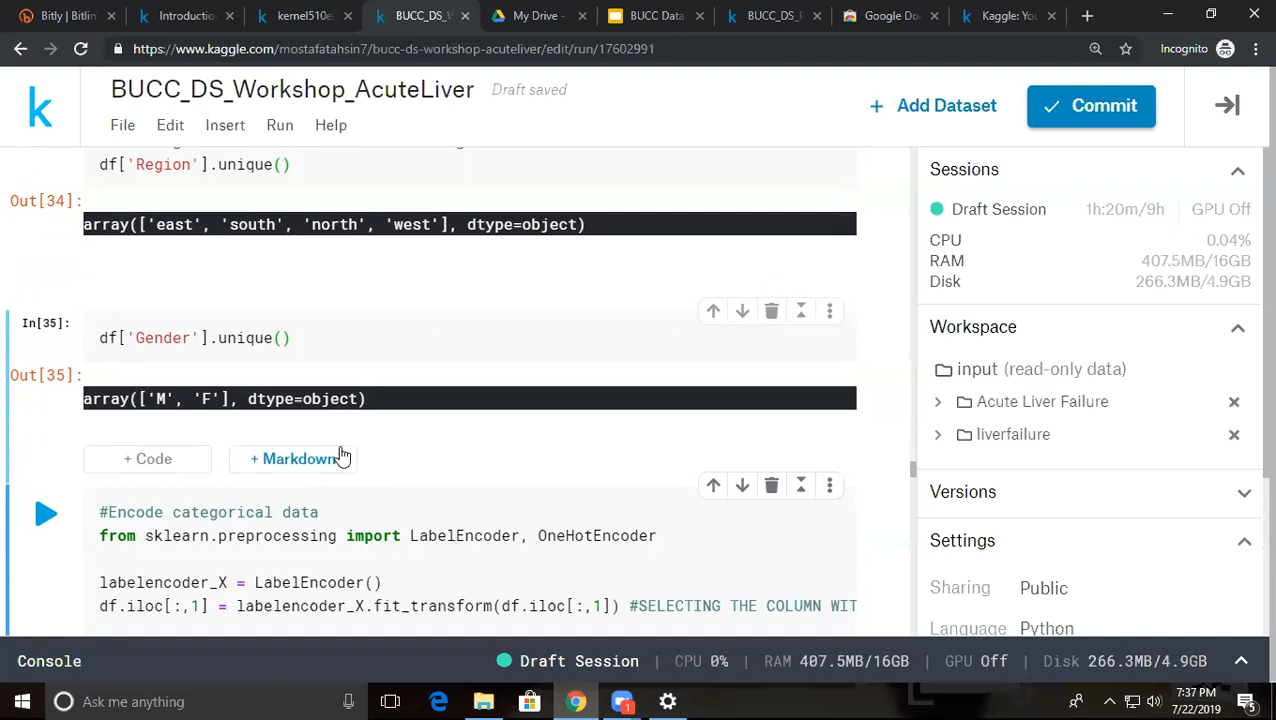 Bitly | Bitlin
Introduction
kernel510e
BUCC_DS_W
My Drive -
BUCC Data
BUCC_DS_
Google Do
Kaggle: Yo
https://www.kaggle.com/mostafatahsin7/bucc-ds-workshop-acuteliver/edit/run/17602991
Incognito
k
BUCC_DS_Workshop_AcuteLiver
Draft saved
+ Add Dataset
Commit
File Edit Insert Run Help
df['Region'].unique()
Out[34]:
array(['east', 'south', 'north', 'west'], dtype=object)
In[35]:
df['Gender'].unique()
Out[35]:
array(['M', 'F'], dtype=object)
+ Code
+ Markdown
#Encode categorical data
from sklearn.preprocessing import LabelEncoder, OneHotEncoder
labelencoder_X = LabelEncoder()
df.iloc[:,1] = labelencoder_X.fit_transform(df.iloc[:,1]) #SELECTING THE COLUMN WIT
Sessions
Draft Session 1h:20m/9h GPU Off
CPU 0.04%
RAM 407.5MB/16GB
Disk 266.3MB/4.9GB
Workspace
input (read-only data)
Acute Liver Failure
liverfailure
Versions
Settings
Sharing Public
Language Python
Console
Draft Session | CPU 0% | RAM 407.5MB/16GB | GPU Off | Disk 266.3MB/4.9GB
Ask me anything
1
7:37 PM
7/22/2019
5